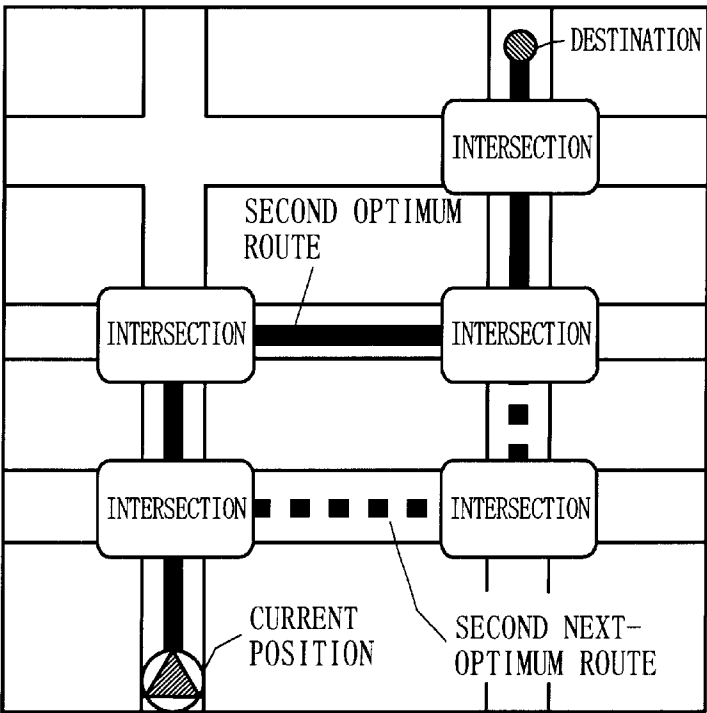 DESTINATION
INTERSECTION
SECOND OPTIMUM
ROUTE
INTERSECTION
INTERSECTION
INTERSECTION
INTERSECTION
CURRENT
POSITION
SECOND NEXT-
OPTIMUM ROUTE